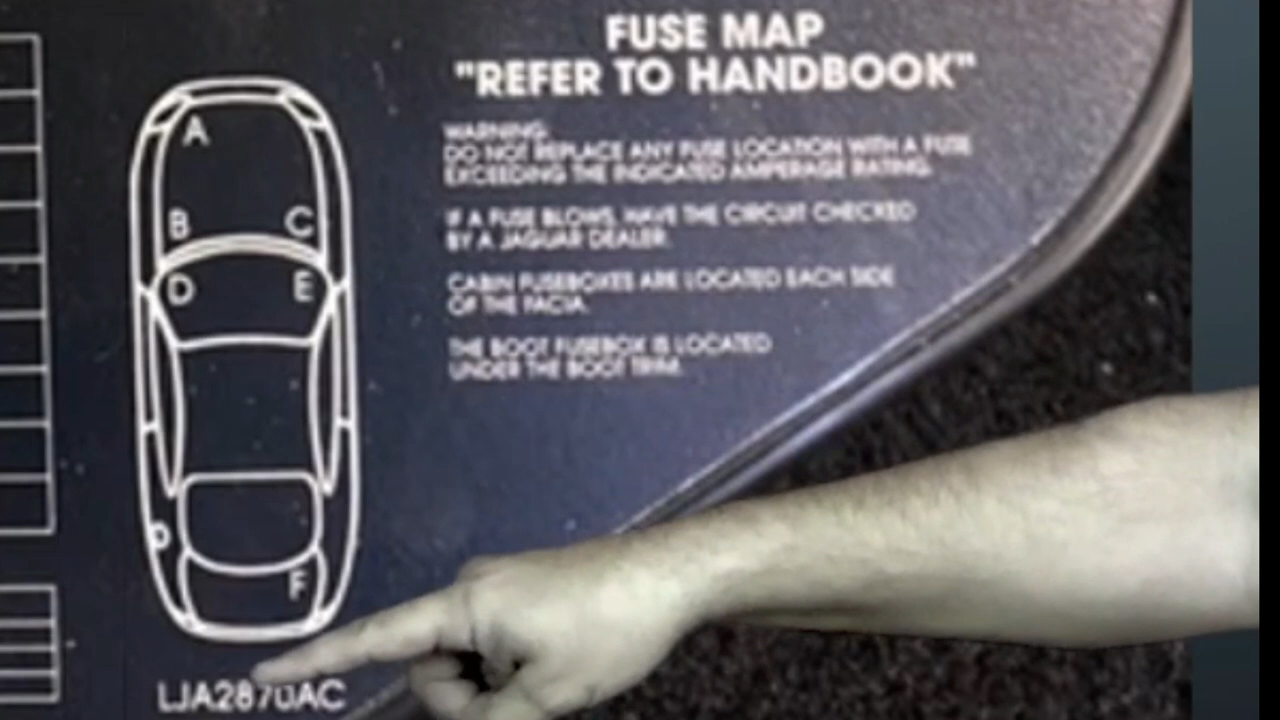 FUSE MAP
"REFER TO HANDBOOK"
WARNING:
DO NOT REPLACE ANY FUSE LOCATION WITH A FUSE
EXCEEDING THE INDICATED AMPERAGE RATING.
IF A FUSE BLOWS, HAVE THE CIRCUIT CHECKED
BY A JAGUAR DEALER.
CABIN FUSEBOXES ARE LOCATED EACH SIDE
OF THE FACIA.
THE BOOT FUSEBOX IS LOCATED
UNDER THE BOOT TRIM.
A
B C
D E
F
LJA2870AC